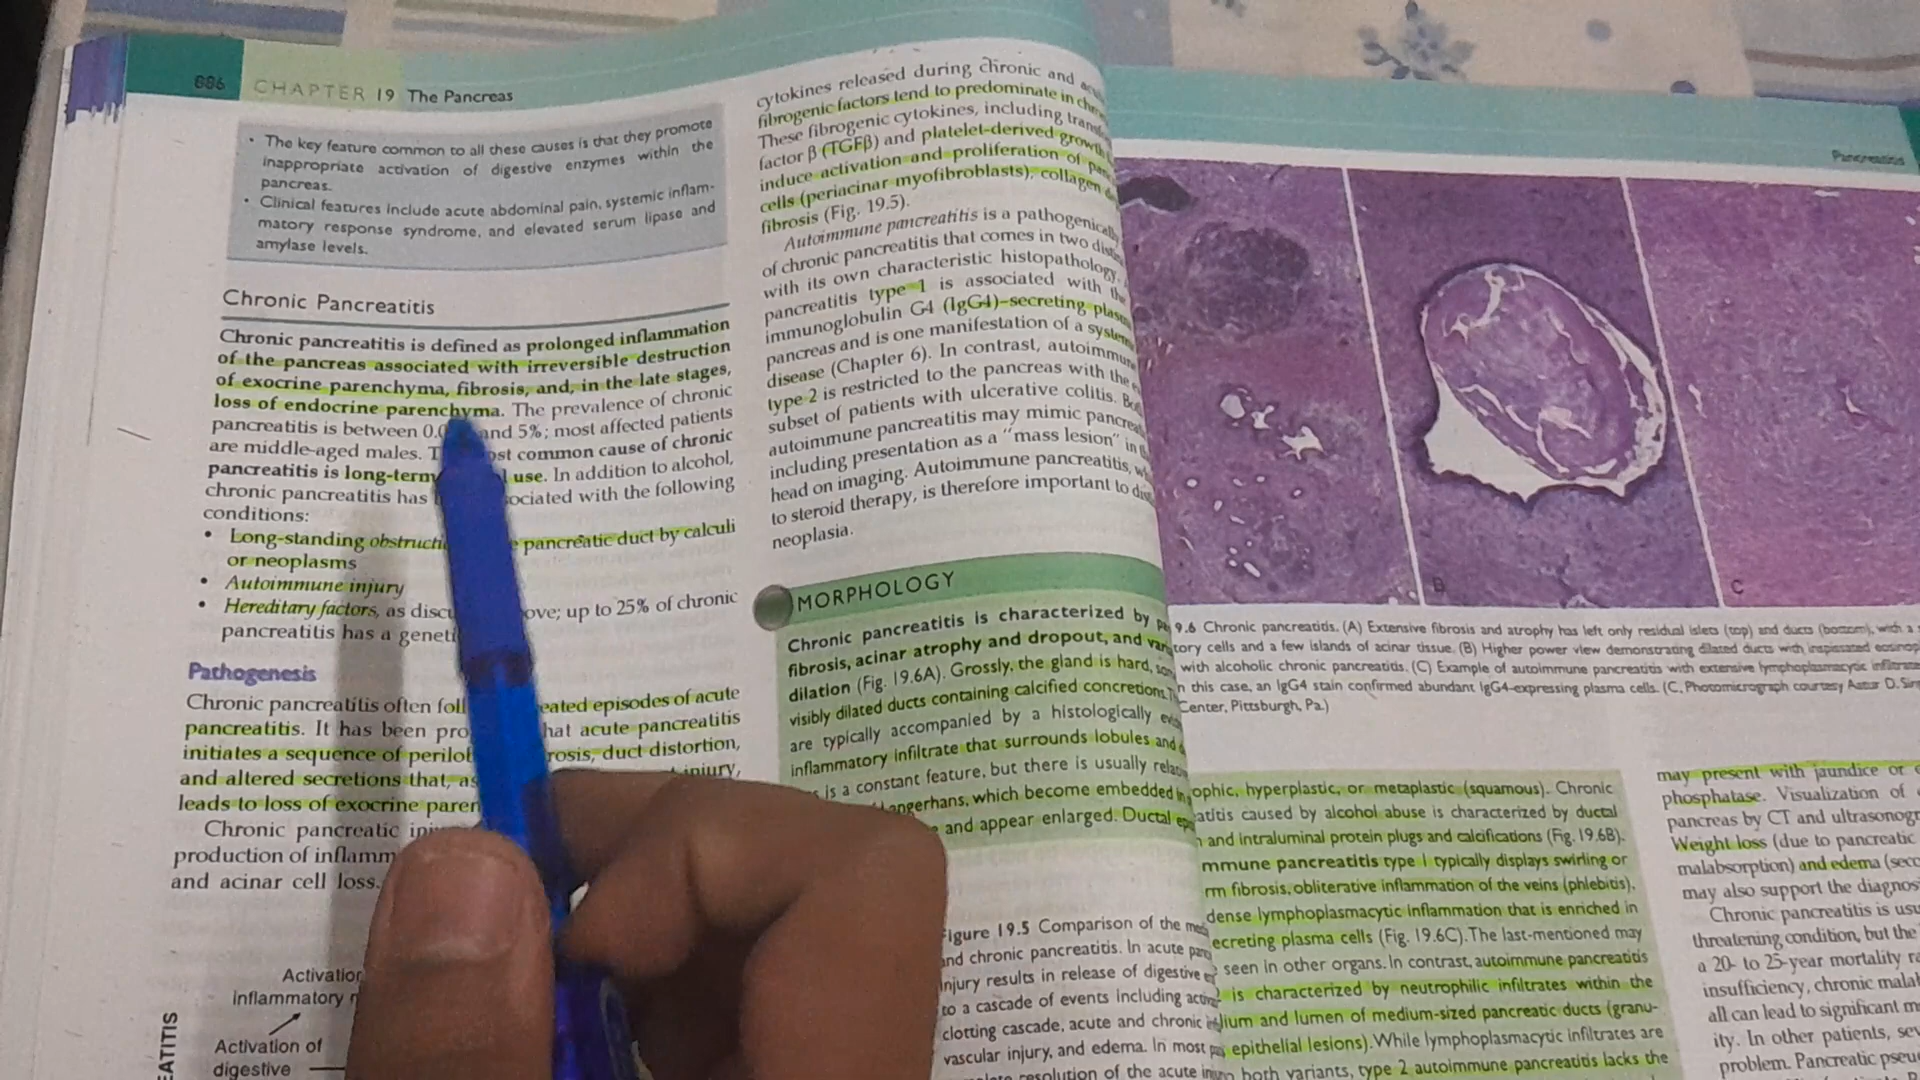 886 CHAPTER 19 The Pancreas
• The key feature common to all these causes is that they promote
inappropriate activation of digestive enzymes within the
pancreas.
• Clinical features include acute abdominal pain, systemic inflam-
matory response syndrome, and elevated serum lipase and
amylase levels.
Chronic Pancreatitis
Chronic pancreatitis is defined as prolonged inflammation
of the pancreas associated with irreversible destruction
of exocrine parenchyma, fibrosis, and, in the late stages,
loss of endocrine parenchyma. The prevalence of chronic
pancreatitis is between and 5%; most affected patients
are middle-aged males. common cause of chronic
pancreatitis is long-term use. In addition to alcohol,
chronic pancreatitis has the following
conditions:
• Long-standing pancreatic duct by calculi
or neoplasms
• Autoimmune injury
• Hereditary factors, as up to 25% of chronic
pancreatitis has a
Pathogenesis
Chronic pancreatitis often episodes of acute
pancreatitis. It has been acute pancreatitis
initiates a sequence of duct distortion,
and altered secretions that, injury,
leads to loss of exocrine
Chronic pancreatic
production of
and acinar cell loss.
Activation
inflammatory
Activation of
digestive
cytokines released during chronic and
fibrogenic factors tend to predominate in
These fibrogenic cytokines, including
factor β (TGFβ) and platelet-derived growth
induce activation and proliferation of
cells (periacinar myofibroblasts), collagen
fibrosis (Fig. 19.5).
Autoimmune pancreatitis is a pathogenically
of chronic pancreatitis that comes in two
with its own characteristic histopathology.
pancreatitis type 1 is associated with the
immunoglobulin G4 (IgG4)–secreting
pancreas and is one manifestation of a
disease (Chapter 6). In contrast,
type 2 is restricted to the pancreas with the
subset of patients with ulcerative colitis.
autoimmune pancreatitis may mimic
including presentation as a "mass lesion" in
head on imaging. Autoimmune pancreatitis,
to steroid therapy, is therefore important to
neoplasia.
MORPHOLOGY
Chronic pancreatitis is characterized by
fibrosis, acinar atrophy and dropout, and
dilation (Fig. 19.6A). Grossly, the gland is hard,
visibly dilated ducts containing calcified concretions.
are typically accompanied by a histologically
inflammatory infiltrate that surrounds lobules and
is a constant feature, but there is usually
which become embedded
and appear enlarged. Ductal
Figure 19.5 Comparison of the
and chronic pancreatitis. In acute
injury results in release of digestive
to a cascade of events including
clotting cascade, acute and chronic
vascular injury, and edema. In most
resolution of the acute
Pancreatitis
B
C
9.6 Chronic pancreatitis. (A) Extensive fibrosis and atrophy has left only residual islets (top) and ducts (bottom), with a
cells and a few islands of acinar tissue. (B) Higher power view demonstrating dilated ducts with inspissated
with alcoholic chronic pancreatitis. (C) Example of autoimmune pancreatitis with extensive lymphoplasmacytic
this case, an IgG4 stain confirmed abundant IgG4-expressing plasma cells. (C, Photomicrograph courtesy
Center, Pittsburgh, Pa.)
hyperplastic, or metaplastic (squamous). Chronic
caused by alcohol abuse is characterized by ductal
and intraluminal protein plugs and calcifications (Fig. 19.6B).
pancreatitis type 1 typically displays swirling or
fibrosis, obliterative inflammation of the veins (phlebitis),
dense lymphoplasmacytic inflammation that is enriched in
plasma cells (Fig. 19.6C). The last-mentioned may
seen in other organs. In contrast, autoimmune pancreatitis
is characterized by neutrophilic infiltrates within the
and lumen of medium-sized pancreatic ducts (granu-
epithelial lesions). While lymphoplasmacytic infiltrates are
both variants, type 2 autoimmune pancreatitis lacks the
may present with jaundice or
phosphatase. Visualization of
pancreas by CT and
Weight loss (due to pancreatic
malabsorption) and edema
may also support the
Chronic pancreatitis is
threatening condition, but the
a 20- to 25-year mortality
insufficiency, chronic
all can lead to significant
ity. In other patients,
problem. Pancreatic